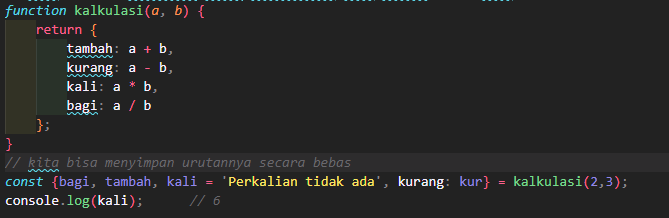 function kalkulasi(a, b) {
    return {
        tambah: a + b,
        kurang: a - b,
        kali: a * b,
        bagi: a / b
    };
}
// kita bisa menyimpan urutannya secara bebas
const {bagi, tambah, kali = 'Perkalian tidak ada', kurang: kur} = kalkulasi(2,3);
console.log(kali);      // 6